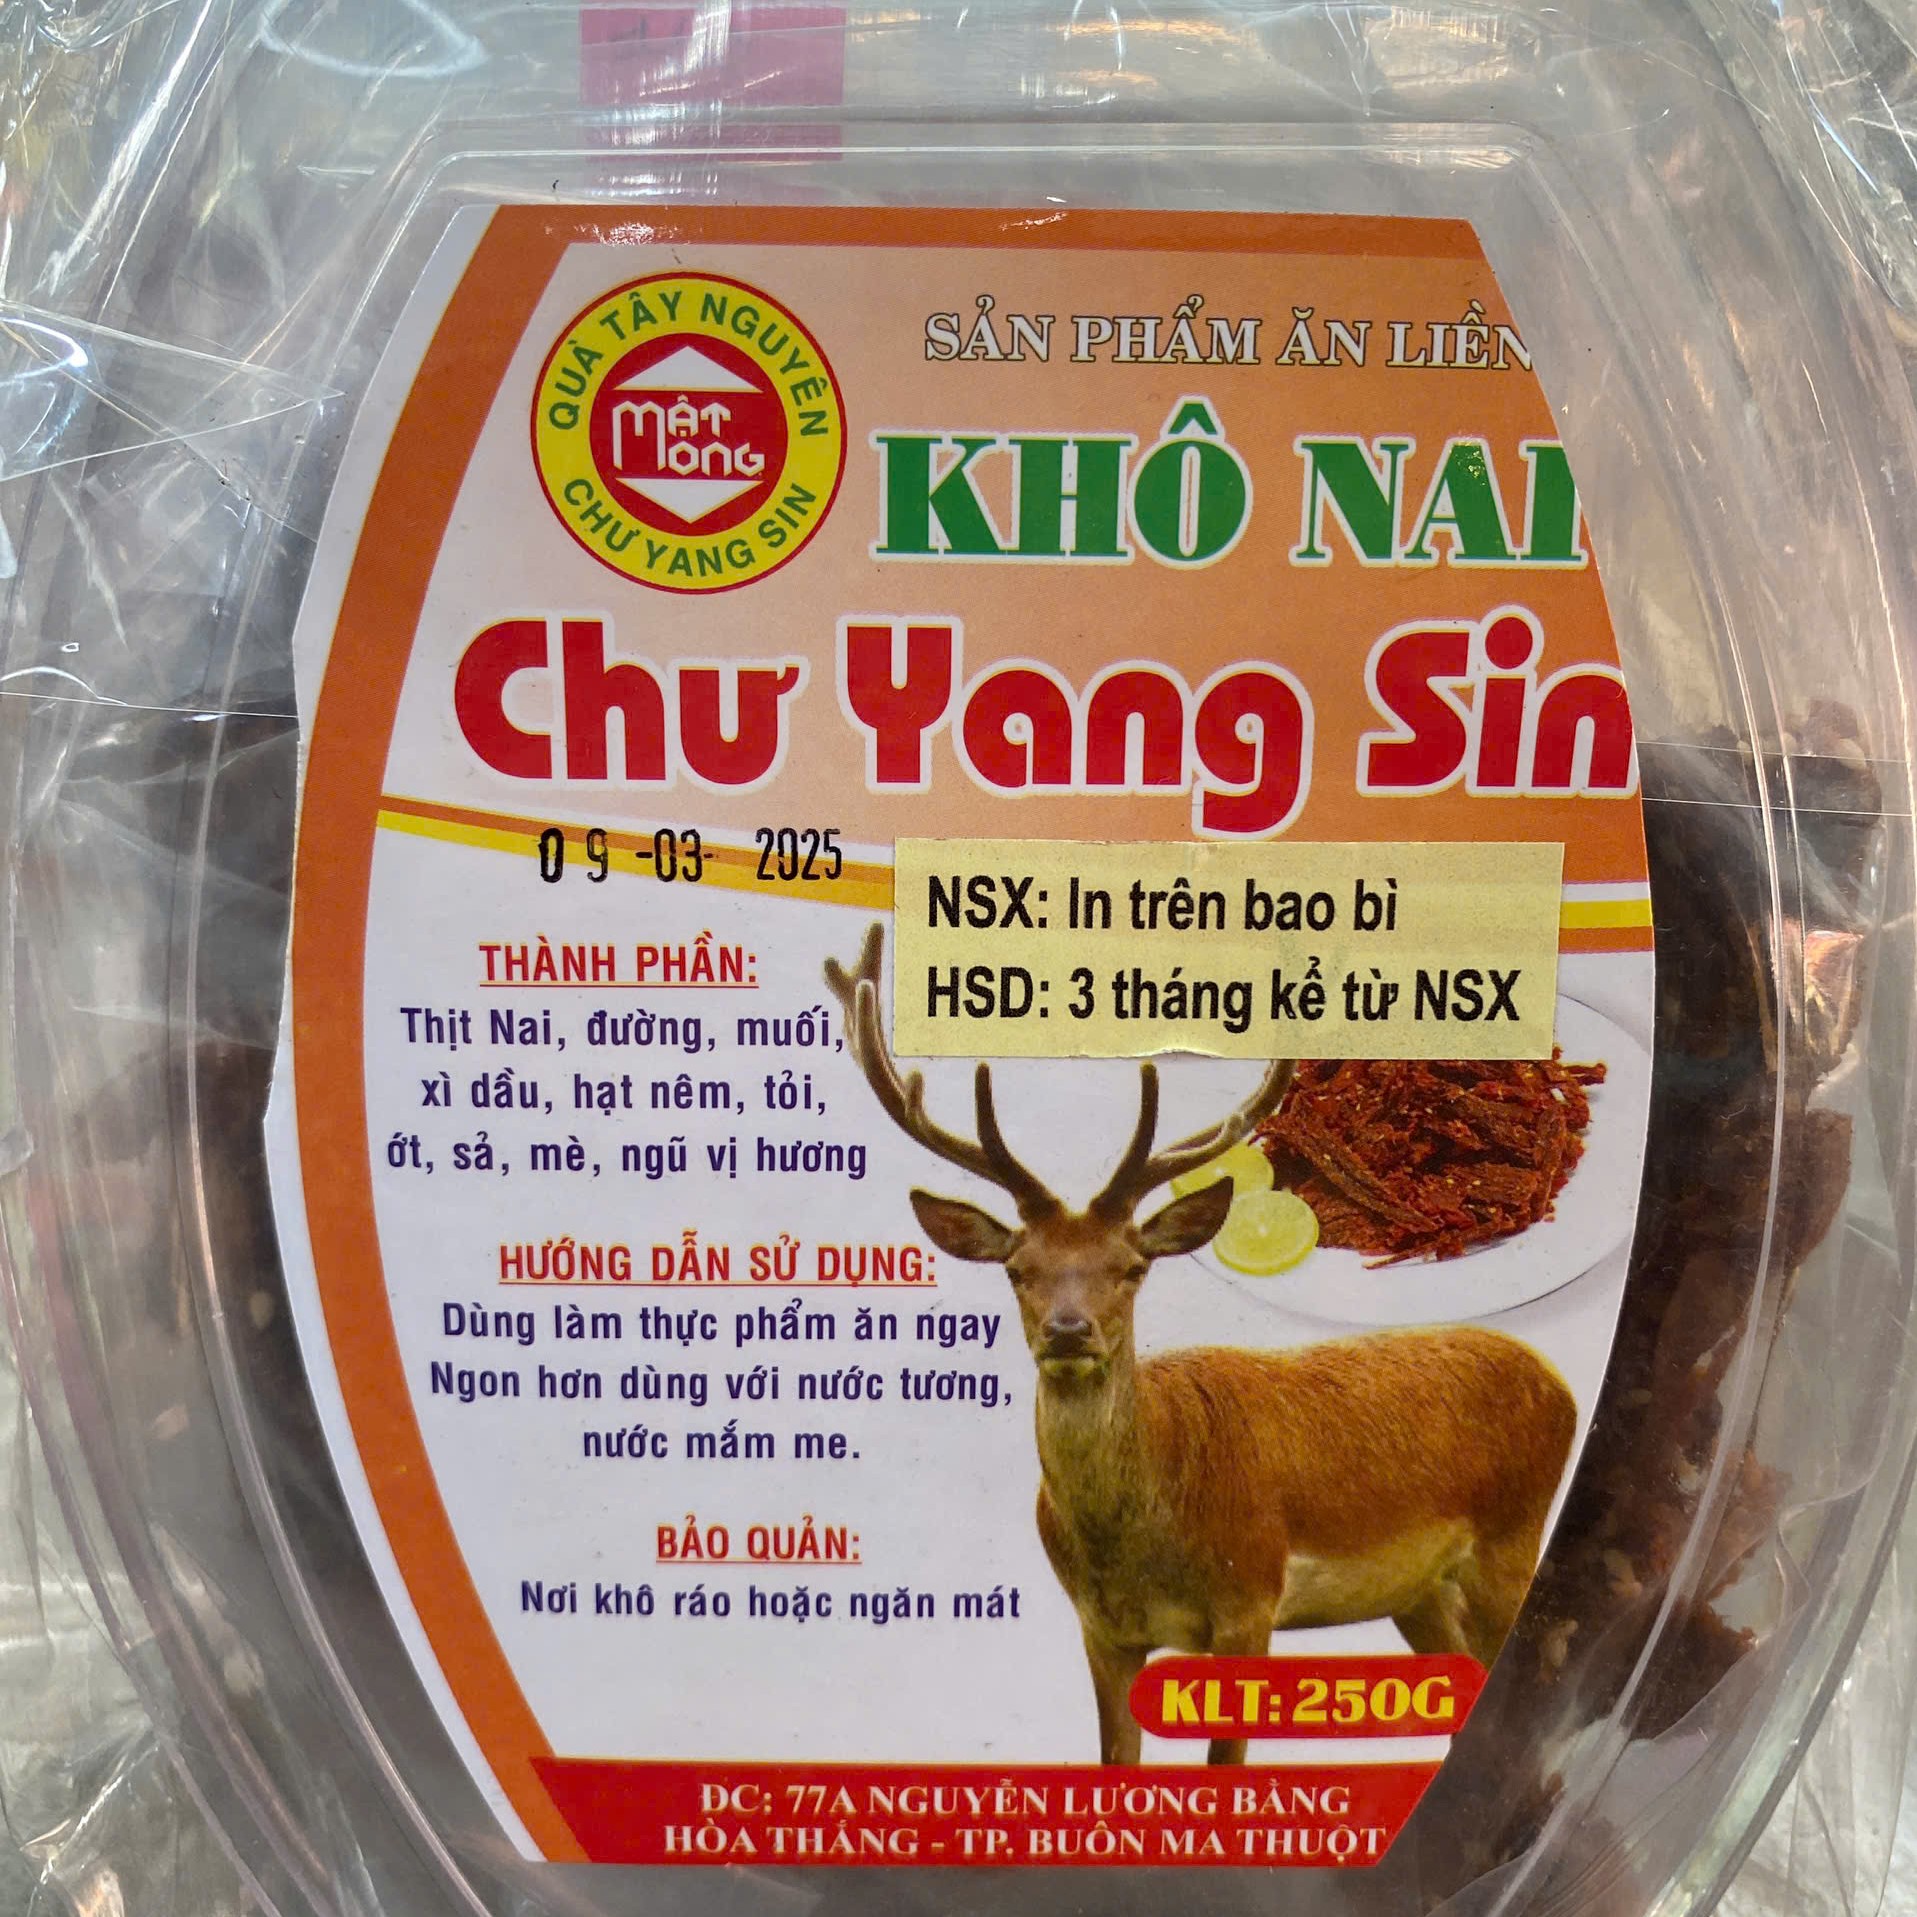 QUÀ TÂY NGUYÊN
MẬT
MÔNG
CHƯ YANG SIN
SẢN PHẨM ĂN LIỀN
KHÔ NAI
Chư Yang Sin
09 -03- 2025
NSX: In trên bao bì
HSD: 3 tháng kể từ NSX
THÀNH PHẦN:
Thịt Nai, đường, muối,
xì dầu, hạt nêm, tỏi,
ớt, sả, mè, ngũ vị hương
HƯỚNG DẪN SỬ DỤNG:
Dùng làm thực phẩm ăn ngay
Ngon hơn dùng với nước tương,
nước mắm me.
BẢO QUẢN:
Nơi khô ráo hoặc ngăn mát
KLT: 250G
ĐC: 77A NGUYỄN LƯƠNG BẰNG
HÒA THẮNG - TP. BUÔN MA THUỘT